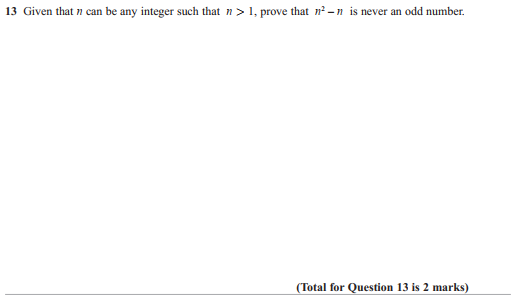 13 Given that n can be any integer such that n > 1, prove that n² – n is never an odd number.
(Total for Question 13 is 2 marks)